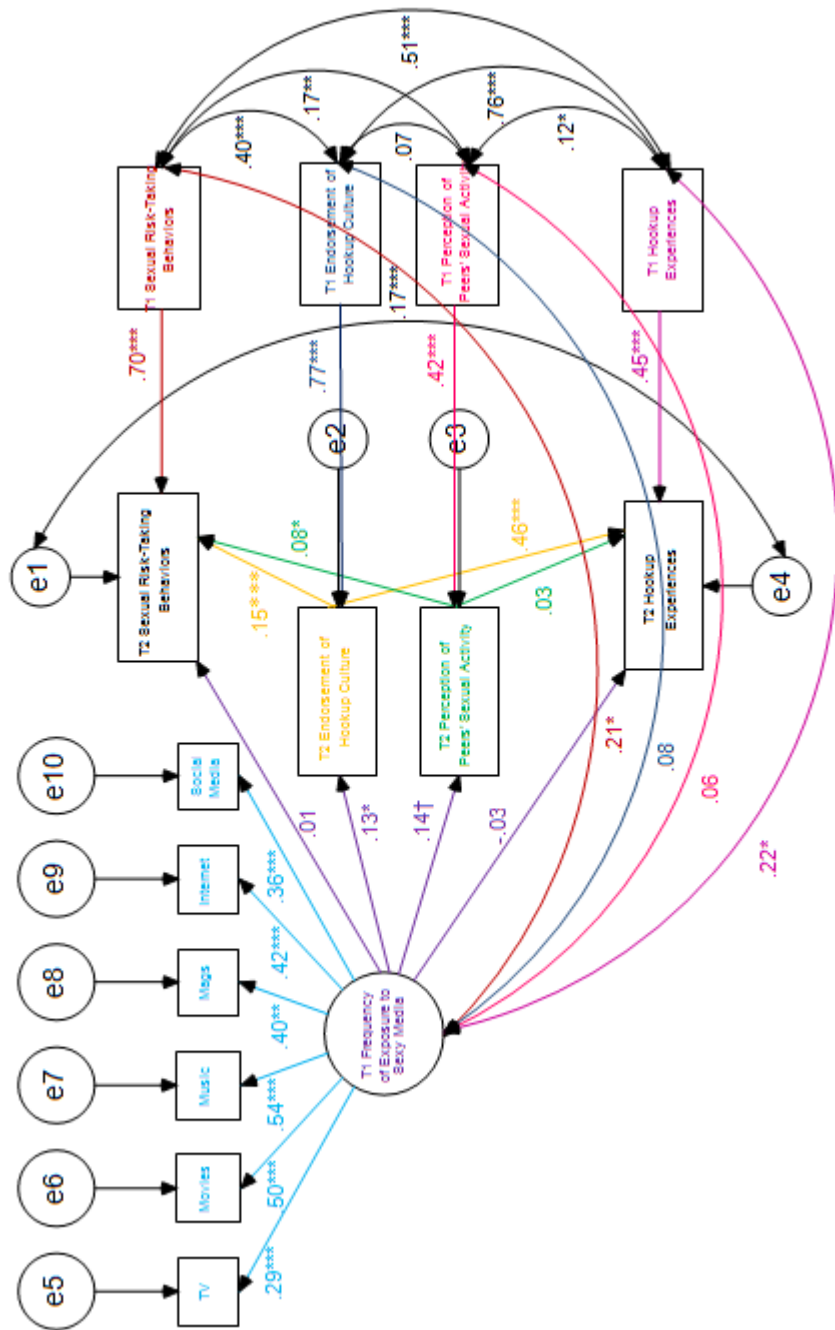 e5
e6
e7
e8
e9
e10
e1
TV
Movies
Music
Mags
Internet
Social
Media
T2 Sexual Risk-Taking
Behaviors
.70***
T1 Sexual Risk-Taking
Behaviors
.29***
.50***
.54***
.40**
.42***
.36***
.01
.15****
.08*
.40***
.17**
.51***
T1 Frequency
of Exposure to
Sexy Media
.13*
T2 Endorsement of
Hookup Culture
e2
.77***
T1 Endorsement of
Hookup Culture
.17***
.07
.14†
T2 Perception of
Peers' Sexual Activity
e3
.42***
T1 Perception of
Peers' Sexual Activity
.76***
-.03
.03
.46***
.12*
T2 Hookup
Experiences
.45***
T1 Hookup
Experiences
.21*
.08
.06
.22*
e4